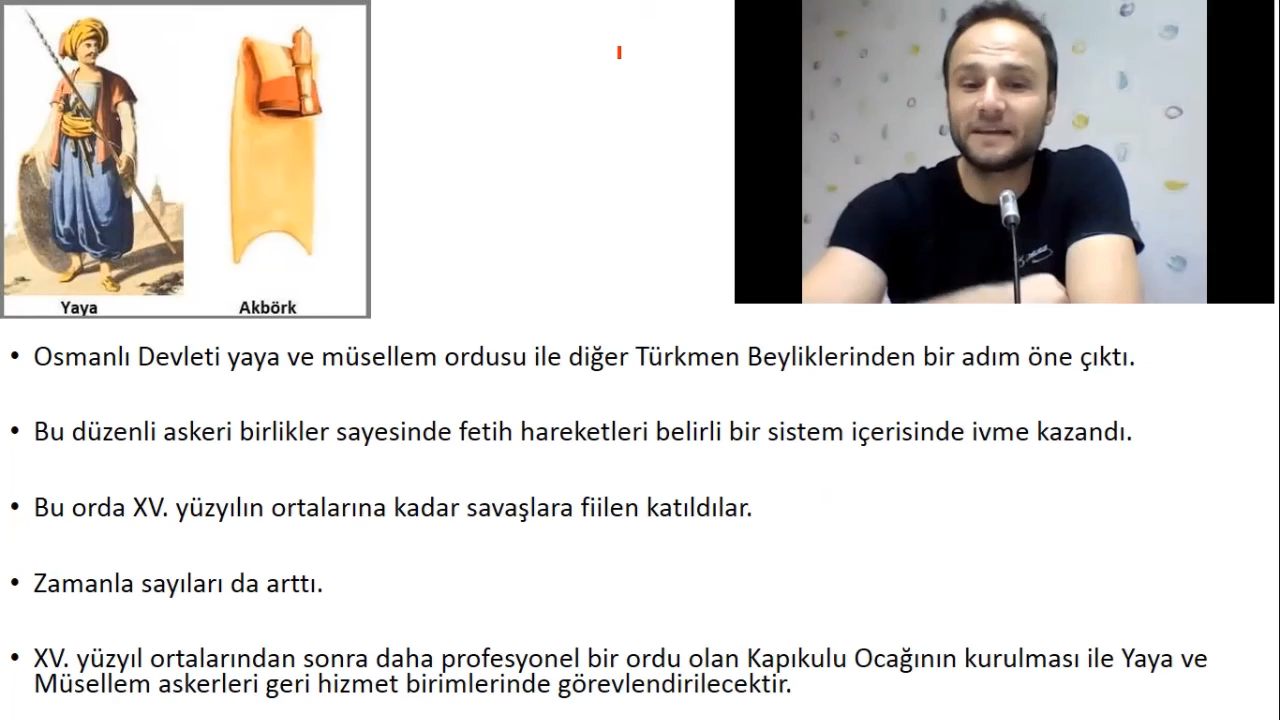 Yaya Akbörk
• Osmanlı Devleti yaya ve müsellem ordusu ile diğer Türkmen Beyliklerinden bir adım öne çıktı.
• Bu düzenli askeri birlikler sayesinde fetih hareketleri belirli bir sistem içerisinde ivme kazandı.
• Bu orda XV. yüzyılın ortalarına kadar savaşlara fiilen katıldılar.
• Zamanla sayıları da arttı.
• XV. yüzyıl ortalarından sonra daha profesyonel bir ordu olan Kapıkulu Ocağının kurulması ile Yaya ve
Müsellem askerleri geri hizmet birimlerinde görevlendirilecektir.